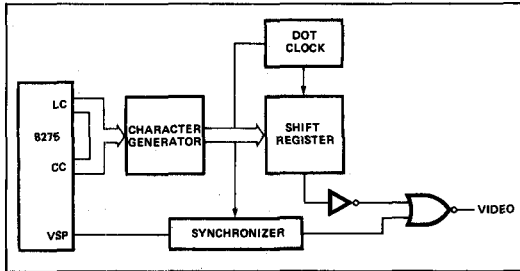 DOT
CLOCK
LC
8275
CC
VSP
CHARACTER
GENERATOR
SHIFT
REGISTER
SYNCHRONIZER
VIDEO